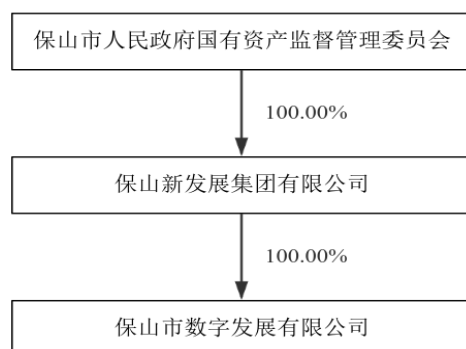 保山市人民政府国有资产监督管理委员会
100.00%
保山新发展集团有限公司
100.00%
保山市数字发展有限公司